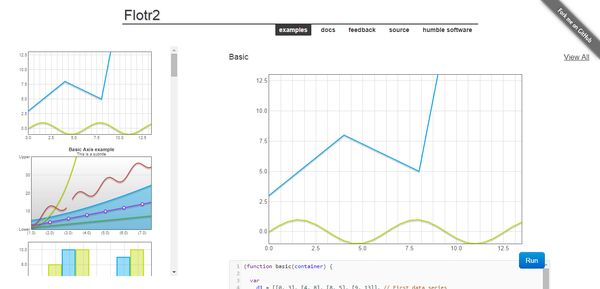 Flotr2
Fork me on GitHub
examples docs feedback source humble software
Basic
View All
12.5
10.0
7.5
5.0
2.5
0.0
0.0 2.5 5.0 7.5 10.0 12.5
Basic Axis example
This is a subtitle
Upper
30
20
10
Lower
10.0
12.5
10.0
7.5
5.0
2.5
0.0
0.0 2.5 5.0 7.5 10.0 12.5
Run
1 (function basic(container) {
2
3 var
4 d1 = [[0, 3], [4, 8], [8, 5], [9, 13]], // First data series